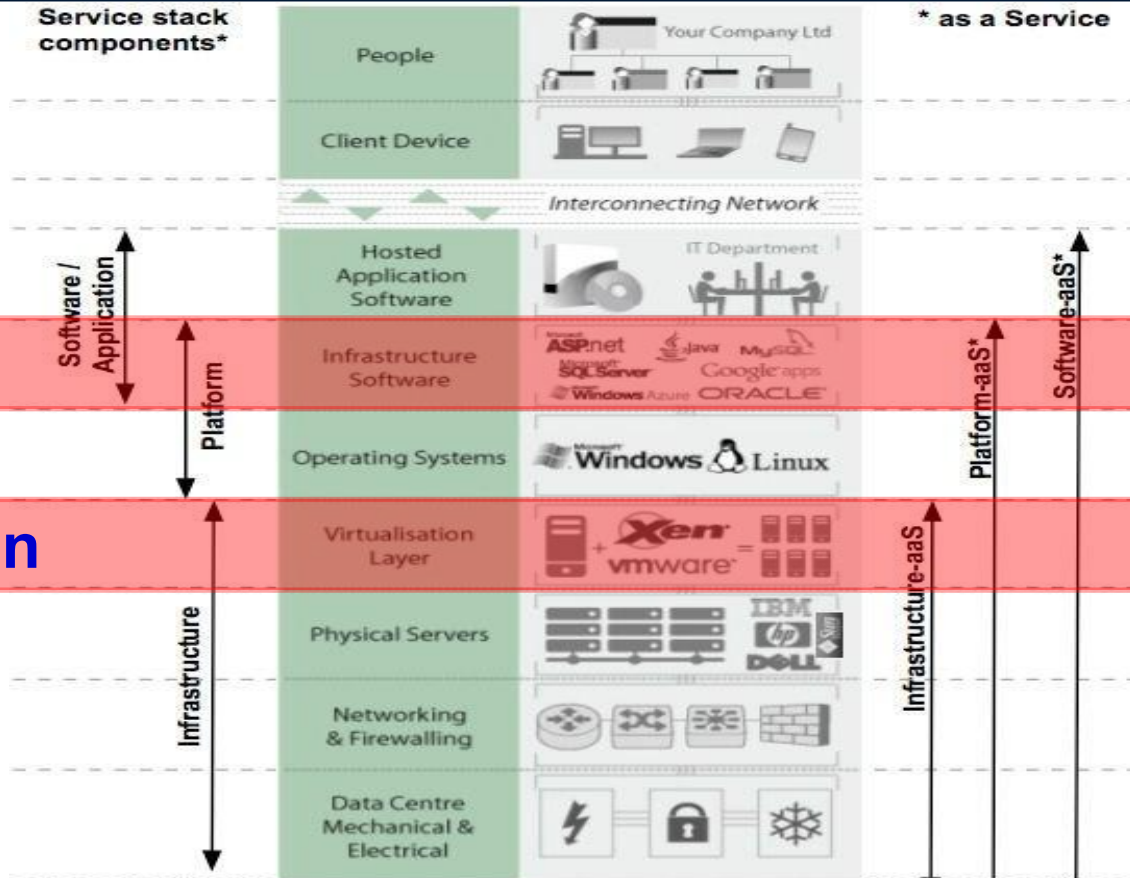 Service stack
components*
* as a Service
People
Your Company Ltd
Client Device
Interconnecting Network
Hosted
Application
Software
IT Department
Software /
Application
Infrastructure
Software
Microsoft
ASP.net
Java
MySQL
Microsoft
SQL Server
Google apps
Windows Azure
ORACLE
Platform
Operating Systems
Microsoft
Windows
Linux
Virtualisation
Layer
+
Xen
vmware
=
n
Physical Servers
IBM
hp
Sun
DELL
Infrastructure
Networking
& Firewalling
Data Centre
Mechanical &
Electrical
Infrastructure-aaS
Platform-aaS*
Software-aaS*